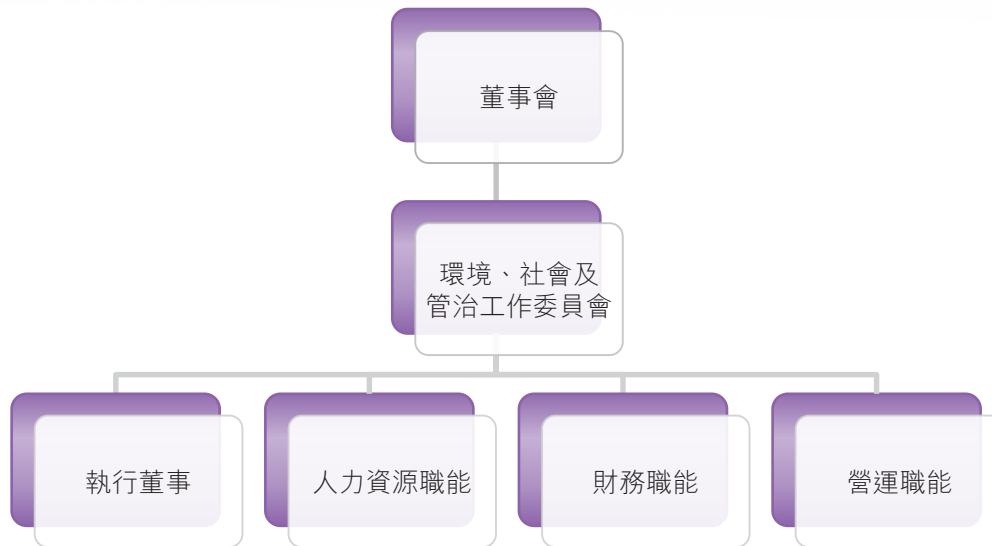 董事會
環境、社會及
管治工作委員會
執行董事
人力資源職能
財務職能
營運職能